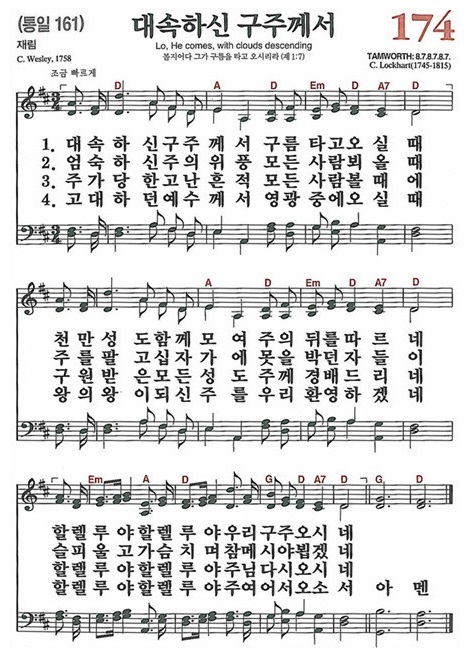 (통일 161)
대속하신 구주께서
174
재림
Lo, He comes, with clouds descending
TAMWORTH: 8.7.8.7.8.7.
C. Wesley, 1758
볼지어다 그가 구름을 타고 오시리라 (계 1:7)
C. Lockhart(1745-1815)
조금 빠르게
D A D Em D A7 D
1. 대 속 하 신 구 주 께 서 구 름 타 고 오 실 때
2. 엄 숙 하 신 주 의 위 풍 모 든 사 람 뵈 올 때
3. 주 가 당 한 고 난 흔 적 모 든 사 람 볼 때 에
4. 고 대 하 던 예 수 께 서 영 광 중 에 오 실 때
A D Em D A7 D
천 만 성 도 함 께 모 여 주 의 뒤 를 따 르 네
주 를 팔 고 십 자 가 에 못 을 박 던 자 들 이
구 원 받 은 모 든 성 도 주 께 경 배 드 리 네
왕 의 왕 이 되 신 주 를 우 리 환 영 하 겠 네
Em A D G D A7 D G D
할 렐 루 야 할 렐 루 야 우 리 구 주 오 시 네
슬 피 울 고 가 슴 치 며 참 메 시 야 뵙 겠 네
할 렐 루 야 할 렐 루 야 주 님 다 시 오 시 네
할 렐 루 야 할 렐 루 야 주 여 어 서 오 소 서 아 멘